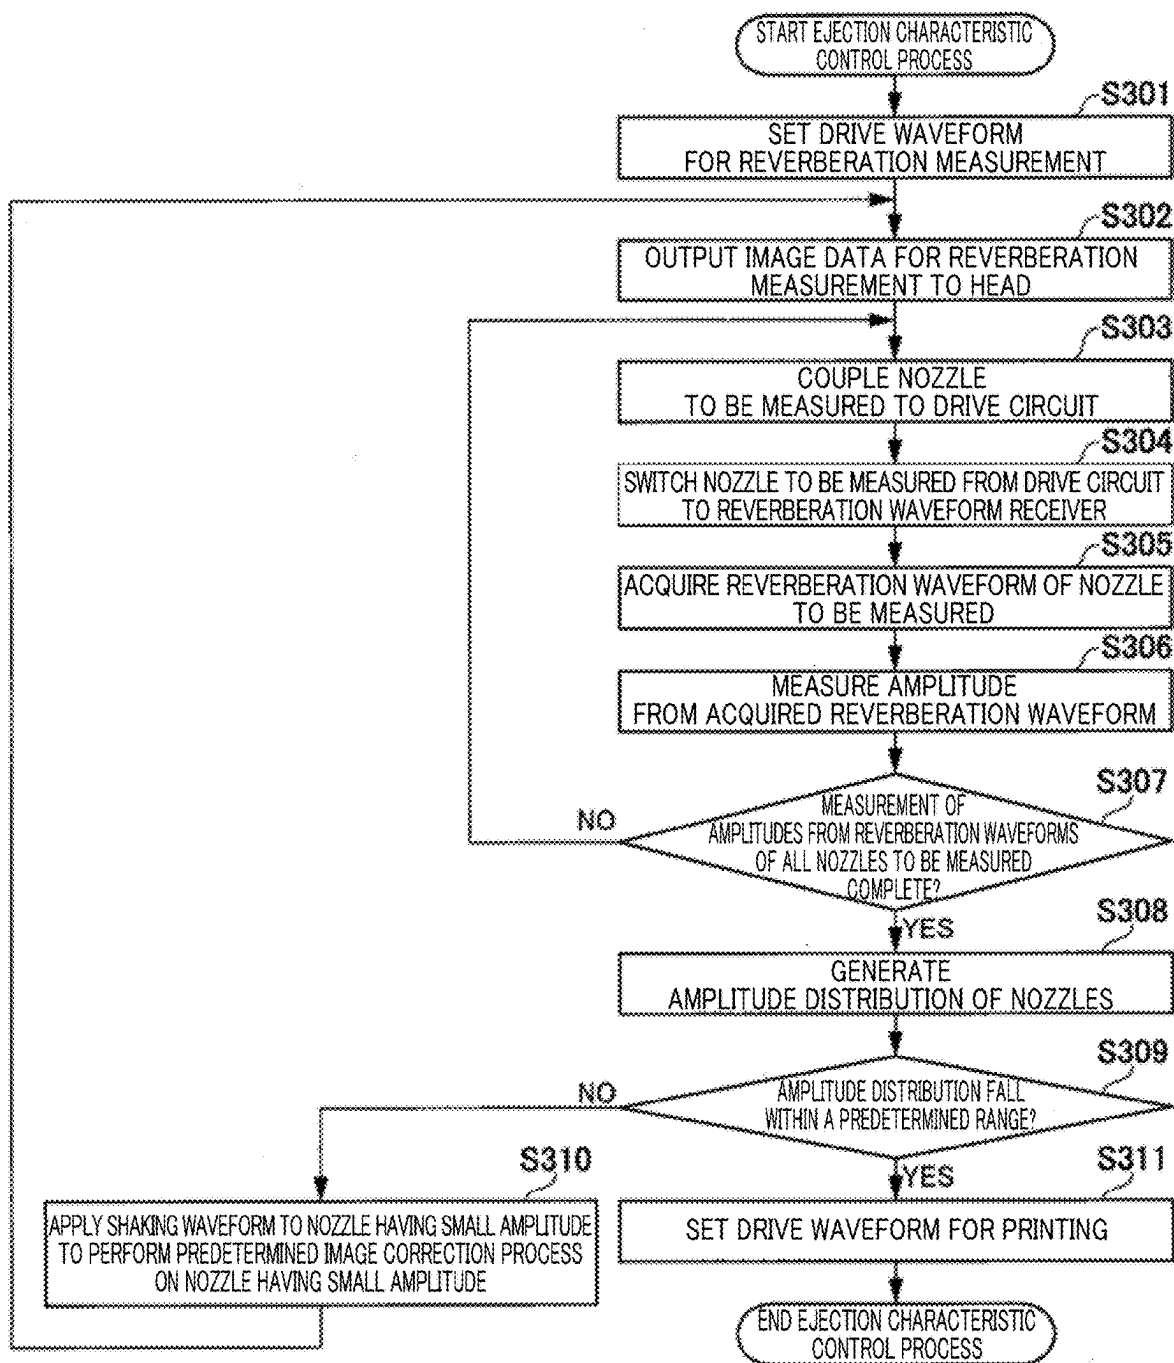 START EJECTION CHARACTERISTIC
CONTROL PROCESS
S301
SET DRIVE WAVEFORM
FOR REVERBERATION MEASUREMENT
S302
OUTPUT IMAGE DATA FOR REVERBERATION
MEASUREMENT TO HEAD
S303
COUPLE NOZZLE
TO BE MEASURED TO DRIVE CIRCUIT
S304
SWITCH NOZZLE TO BE MEASURED FROM DRIVE CIRCUIT
TO REVERBERATION WAVEFORM RECEIVER
S305
ACQUIRE REVERBERATION WAVEFORM OF NOZZLE
TO BE MEASURED
S306
MEASURE AMPLITUDE
FROM ACQUIRED REVERBERATION WAVEFORM
S307
NO
MEASUREMENT OF
AMPLITUDES FROM REVERBERATION WAVEFORMS
OF ALL NOZZLES TO BE MEASURED
COMPLETE?
YES
S308
GENERATE
AMPLITUDE DISTRIBUTION OF NOZZLES
S309
NO
AMPLITUDE DISTRIBUTION FALL
WITHIN A PREDETERMINED RANGE?
YES
S310
APPLY SHAKING WAVEFORM TO NOZZLE HAVING SMALL AMPLITUDE
TO PERFORM PREDETERMINED IMAGE CORRECTION PROCESS
ON NOZZLE HAVING SMALL AMPLITUDE
S311
SET DRIVE WAVEFORM FOR PRINTING
END EJECTION CHARACTERISTIC
CONTROL PROCESS